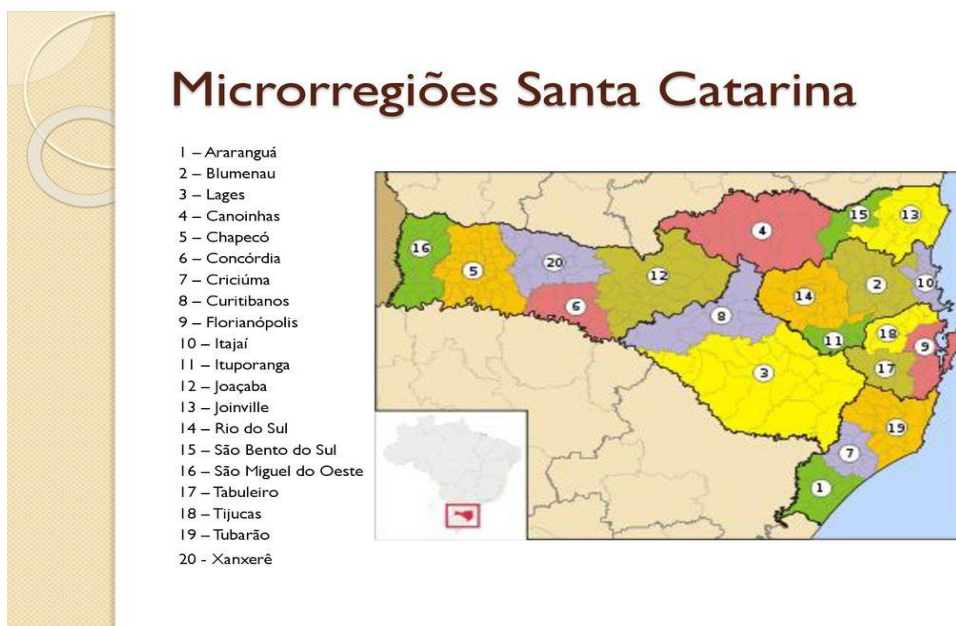 Microrregiões Santa Catarina
1 – Araranguá
2 – Blumenau
3 – Lages
4 – Canoinhas
5 – Chapecó
6 – Concórdia
7 – Criciúma
8 – Curitibanos
9 – Florianópolis
10 – Itajaí
11 – Ituporanga
12 – Joaçaba
13 – Joinville
14 – Rio do Sul
15 – São Bento do Sul
16 – São Miguel do Oeste
17 – Tabuleiro
18 – Tijucas
19 – Tubarão
20 - Xanxerê
13
15
4
16
20
5
12
2
10
14
6
8
11
18
9
17
3
19
7
1